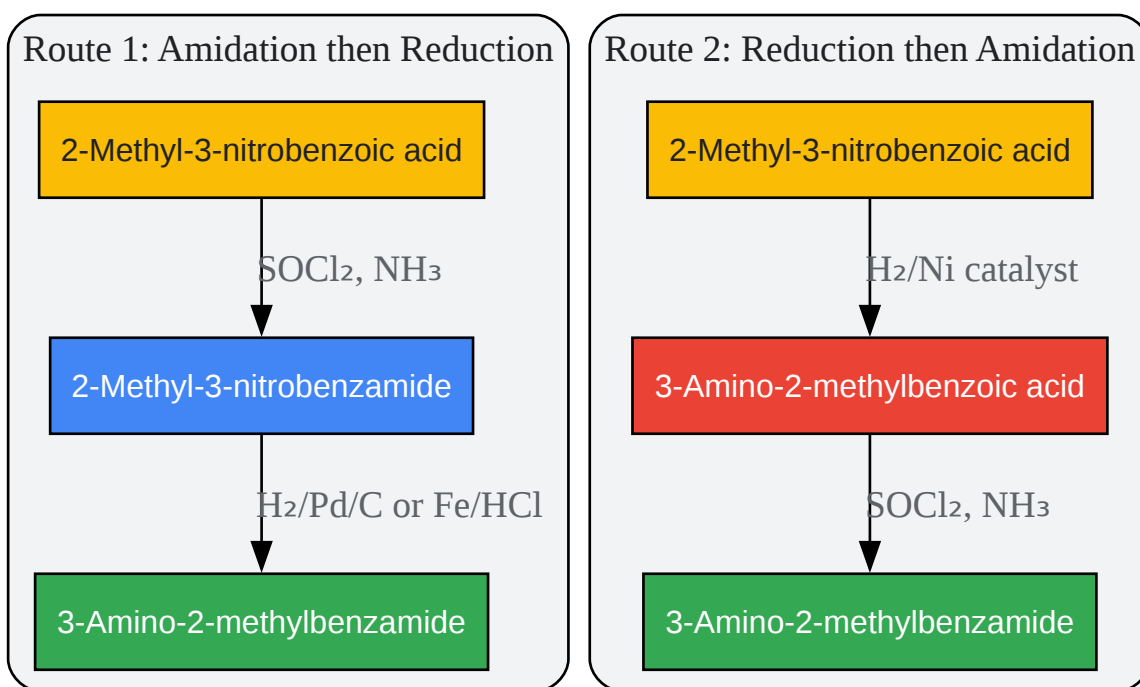 Route 1: Amidation then Reduction
2-Methyl-3-nitrobenzoic acid
SOCl₂, NH₃
2-Methyl-3-nitrobenzamide
H₂/Pd/C or Fe/HCl
3-Amino-2-methylbenzamide
Route 2: Reduction then Amidation
2-Methyl-3-nitrobenzoic acid
H₂/Ni catalyst
3-Amino-2-methylbenzoic acid
SOCl₂, NH₃
3-Amino-2-methylbenzamide